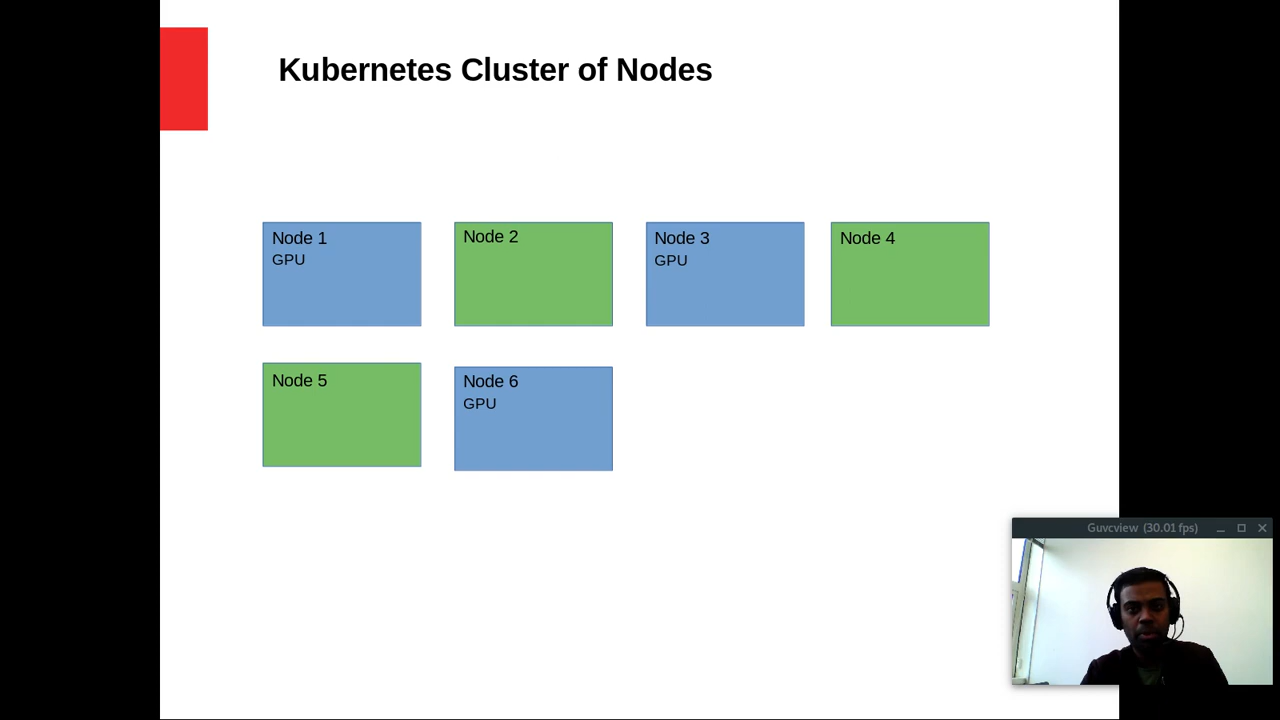 Kubernetes Cluster of Nodes
Node 1
GPU
Node 2
Node 3
GPU
Node 4
Node 5
Node 6
GPU
Guvcview (30.01 fps)